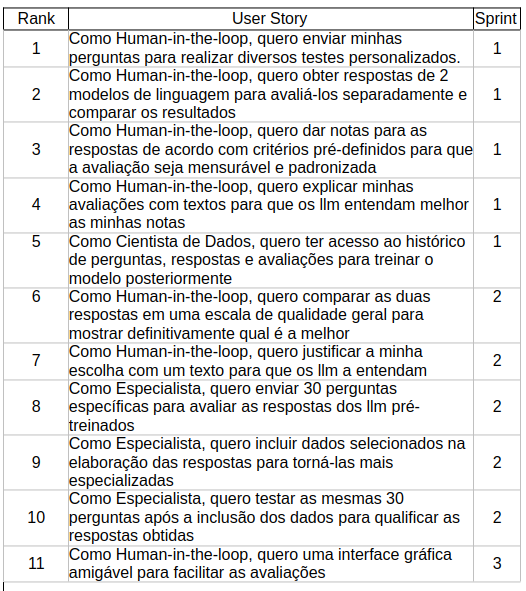 Rank User Story Sprint
1 Como Human-in-the-loop, quero enviar minhas 1
perguntas para realizar diversos testes personalizados.
2 Como Human-in-the-loop, quero obter respostas de 2 1
modelos de linguagem para avaliá-los separadamente e
comparar os resultados
3 Como Human-in-the-loop, quero dar notas para as 1
respostas de acordo com critérios pré-definidos para que
a avaliação seja mensurável e padronizada
4 Como Human-in-the-loop, quero explicar minhas 1
avaliações com textos para que os llm entendam melhor
as minhas notas
5 Como Cientista de Dados, quero ter acesso ao histórico 1
de perguntas, respostas e avaliações para treinar o
modelo posteriormente
6 Como Human-in-the-loop, quero comparar as duas 2
respostas em uma escala de qualidade geral para
mostrar definitivamente qual é a melhor
7 Como Human-in-the-loop, quero justificar a minha 2
escolha com um texto para que os llm a entendam
8 Como Especialista, quero enviar 30 perguntas 2
específicas para avaliar as respostas dos llm pré-
treinados
9 Como Especialista, quero incluir dados selecionados na 2
elaboração das respostas para torná-las mais
especializadas
10 Como Especialista, quero testar as mesmas 30 2
perguntas após a inclusão dos dados para qualificar as
respostas obtidas
11 Como Human-in-the-loop, quero uma interface gráfica 3
amigável para facilitar as avaliações